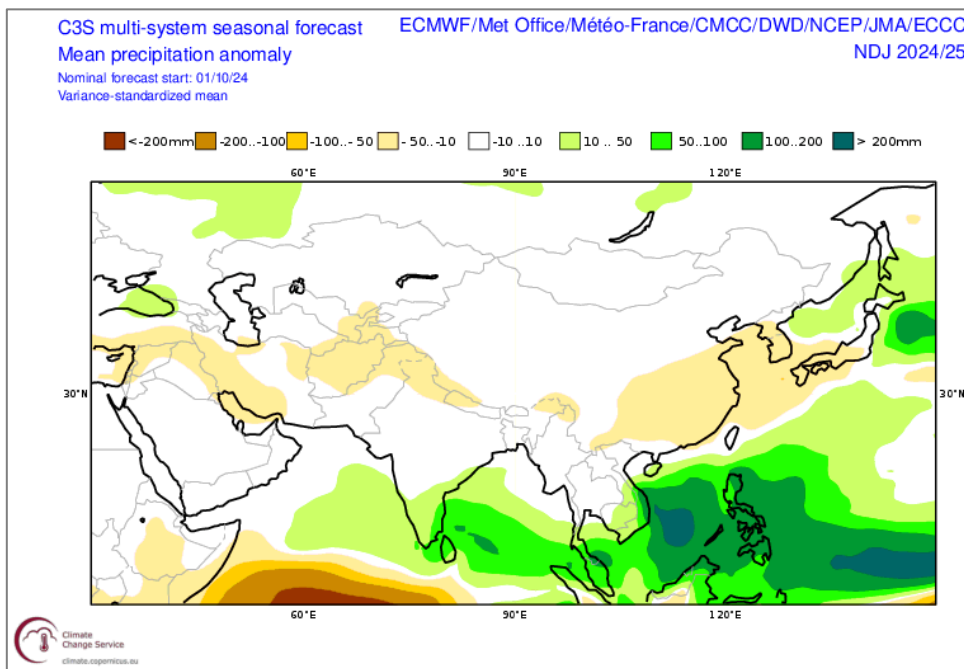 C3S multi-system seasonal forecast
ECMWF/Met Office/Météo-France/CMCC/DWD/NCEP/JMA/ECCC
Mean precipitation anomaly
NDJ 2024/25
Nominal forecast start: 01/10/24
Variance-standardized mean
<-200mm -200..-100 -100..- 50 - 50..-10 -10 ..10 10 .. 50 50..100 100..200 > 200mm
60°E 90°E 120°E
30°N 30°N
60°E 90°E 120°E
Climate
Change Service
climate.copernicus.eu